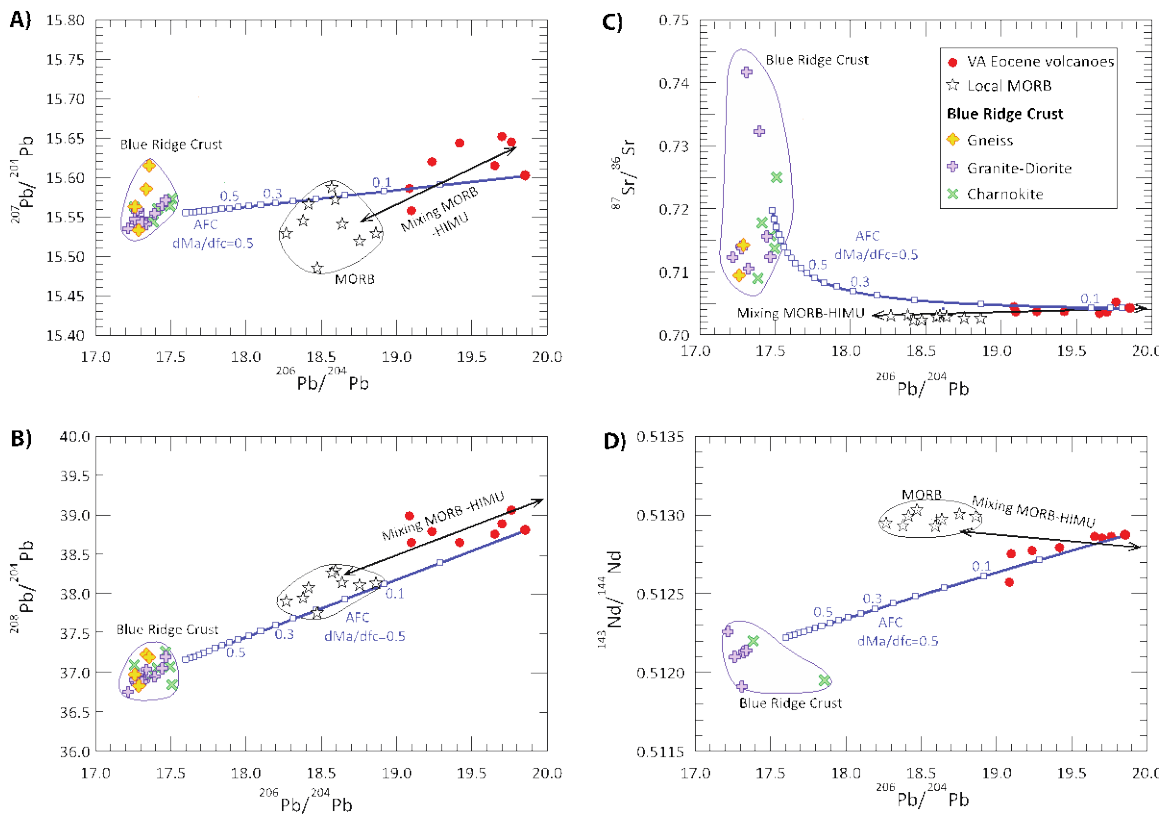 A)
15.80
15.75
15.70
15.65
15.60
15.55
15.50
15.45
15.40
207Pb/204Pb
Blue Ridge Crust
0.5
0.3
0.1
AFC
dMa/dfc=0.5
Mixing MORB
-HIMU
MORB
17.0
17.5
18.0
18.5
19.0
19.5
20.0
206Pb/204Pb
C)
0.75
0.74
0.73
0.72
0.71
0.70
87Sr/86Sr
Blue Ridge Crust
VA Eocene volcanoes
Local MORB
Blue Ridge Crust
Gneiss
Granite-Diorite
Charnokite
AFC
dMa/dFc=0.5
0.5
0.3
0.1
Mixing MORB-HIMU
17.0
17.5
18.0
18.5
19.0
19.5
20.0
206Pb/204Pb
B)
40.0
39.0
38.5
38.0
37.5
37.0
36.0
208Pb/204Pb
Mixing MORB -HIMU
Blue Ridge Crust
0.5
0.3
0.1
AFC
dMa/dfc=0.5
17.0
17.5
18.0
18.5
19.0
19.5
20.0
206Pb/204Pb
D)
0.5135
0.5130
0.5125
0.5120
0.5115
143Nd/144Nd
MORB
Mixing MORB-HIMU
0.5
0.3
0.1
AFC
dMa/dfc=0.5
Blue Ridge Crust
17.0
17.5
18.0
18.5
19.0
19.5
20.0
206Pb/204Pb